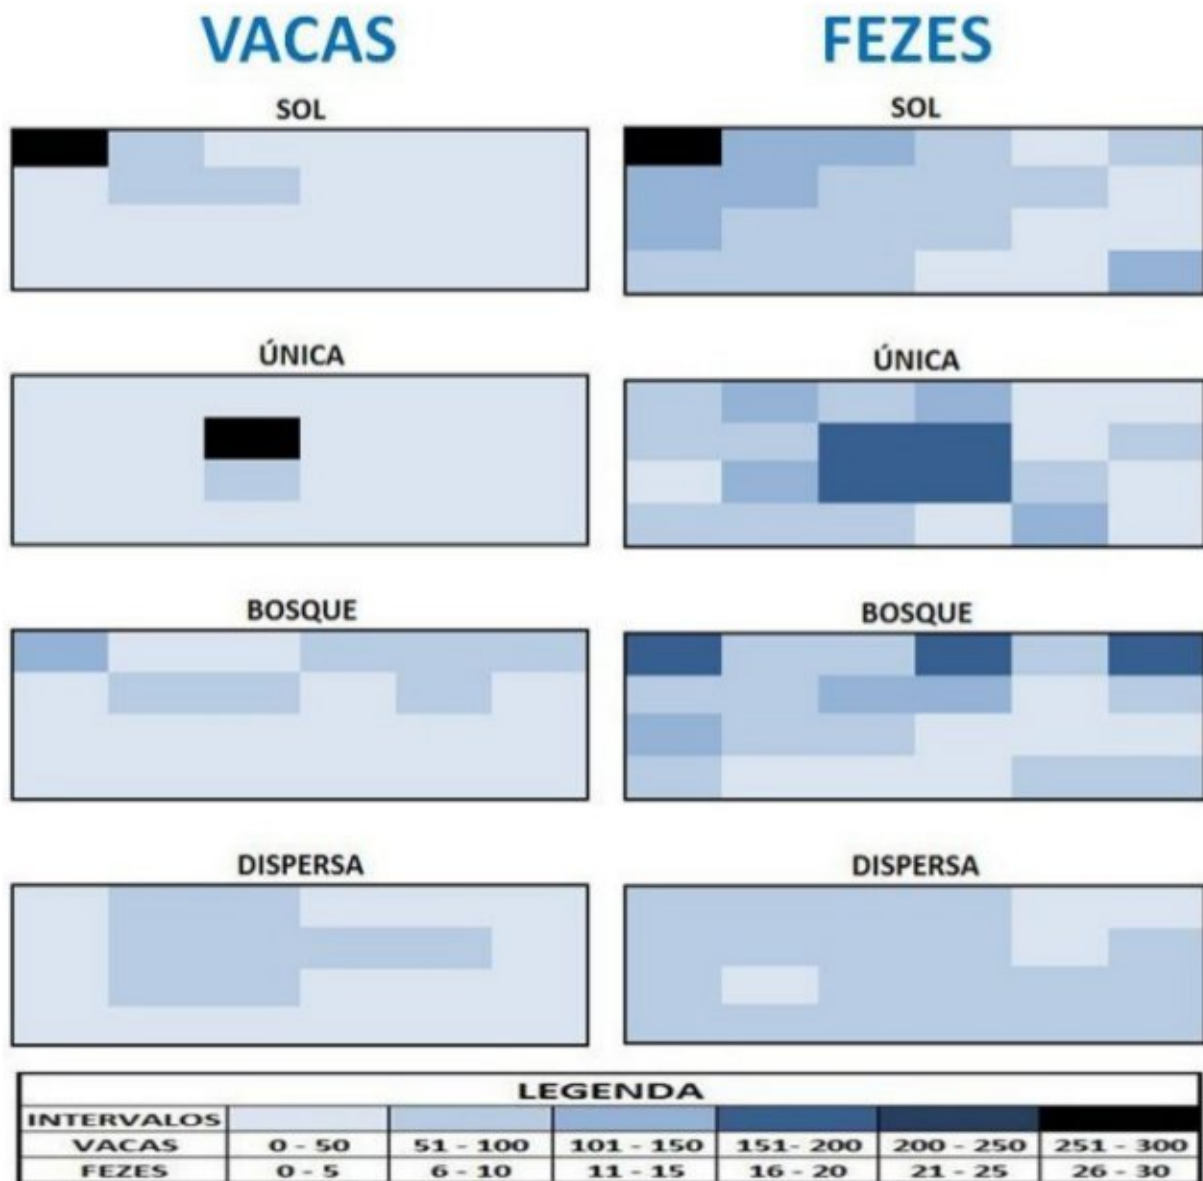 VACAS FEZES
SOL SOL
ÚNICA ÚNICA
BOSQUE BOSQUE
DISPERSA DISPERSA
LEGENDA
INTERVALOS
VACAS 0 - 50 51 - 100 101 - 150 151- 200 200 - 250 251 - 300
FEZES 0 - 5 6 - 10 11 - 15 16 - 20 21 - 25 26 - 30